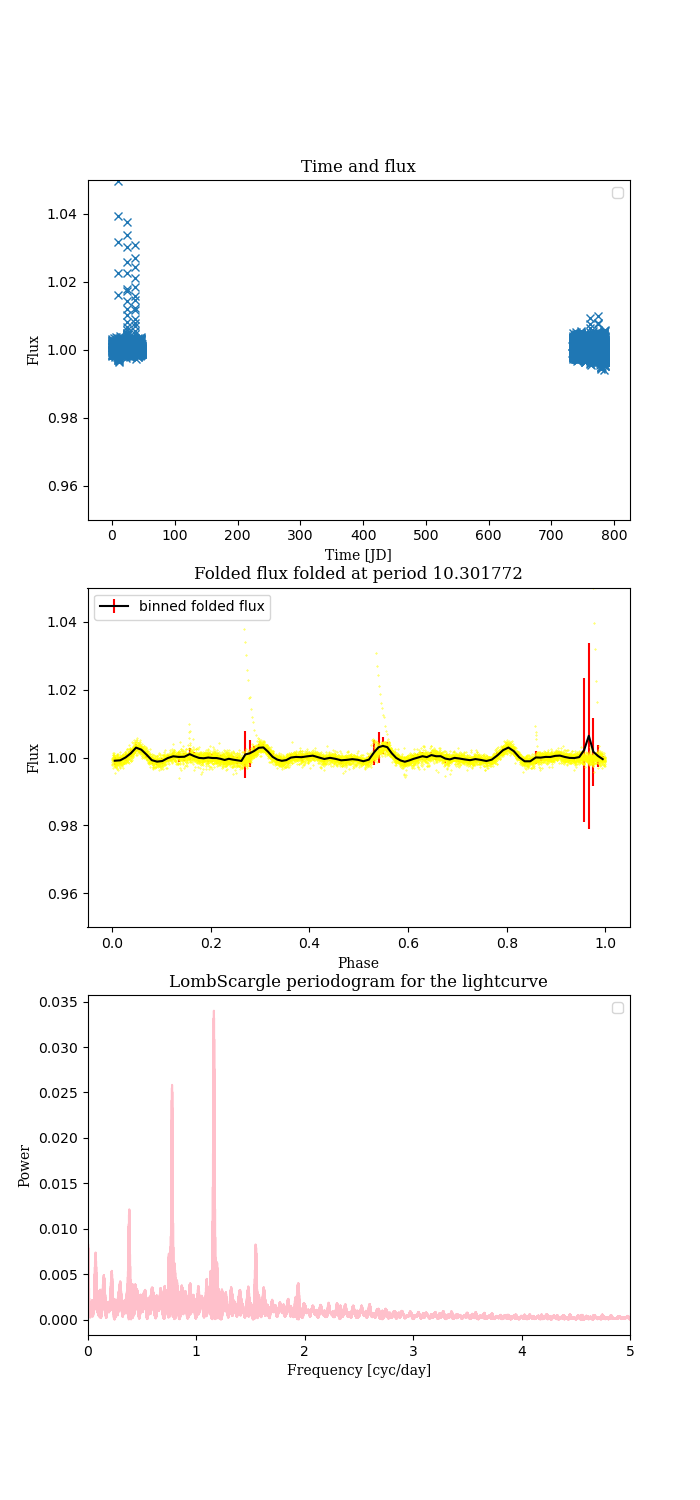 Time and flux
1.04
1.02
1.00
0.98
0.96
Flux
0 100 200 300 400 500 600 700 800
Time [JD]
Folded flux folded at period 10.301772
binned folded flux
1.04
1.02
1.00
0.98
0.96
Flux
0.0 0.2 0.4 0.6 0.8 1.0
Phase
LombScargle periodogram for the lightcurve
0.035
0.030
0.025
0.020
0.015
0.010
0.005
0.000
Power
0 1 2 3 4 5
Frequency [cyc/day]